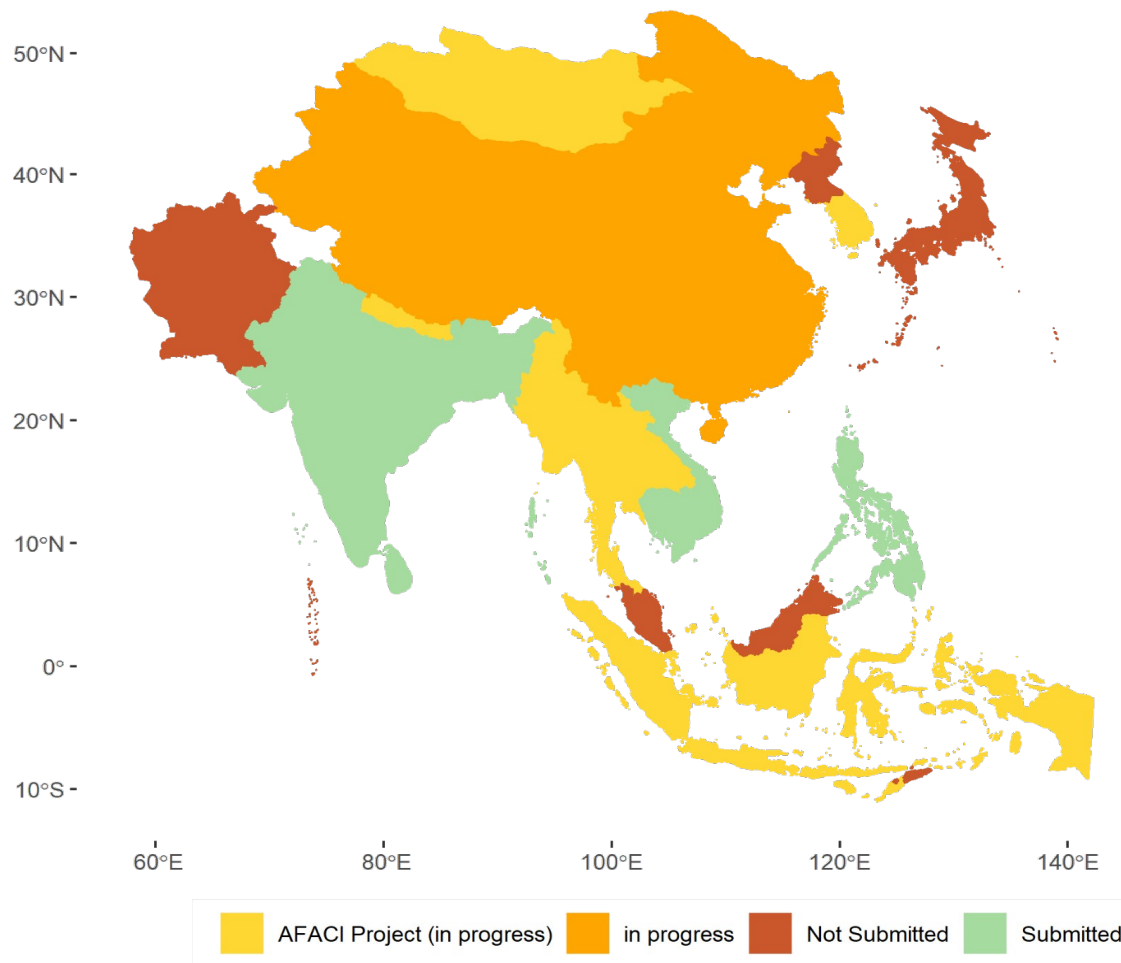 50°N
40°N
30°N
20°N
10°N
0°
10°S
60°E 80°E 100°E 120°E 140°E
AFACI Project (in progress) in progress Not Submitted Submitted